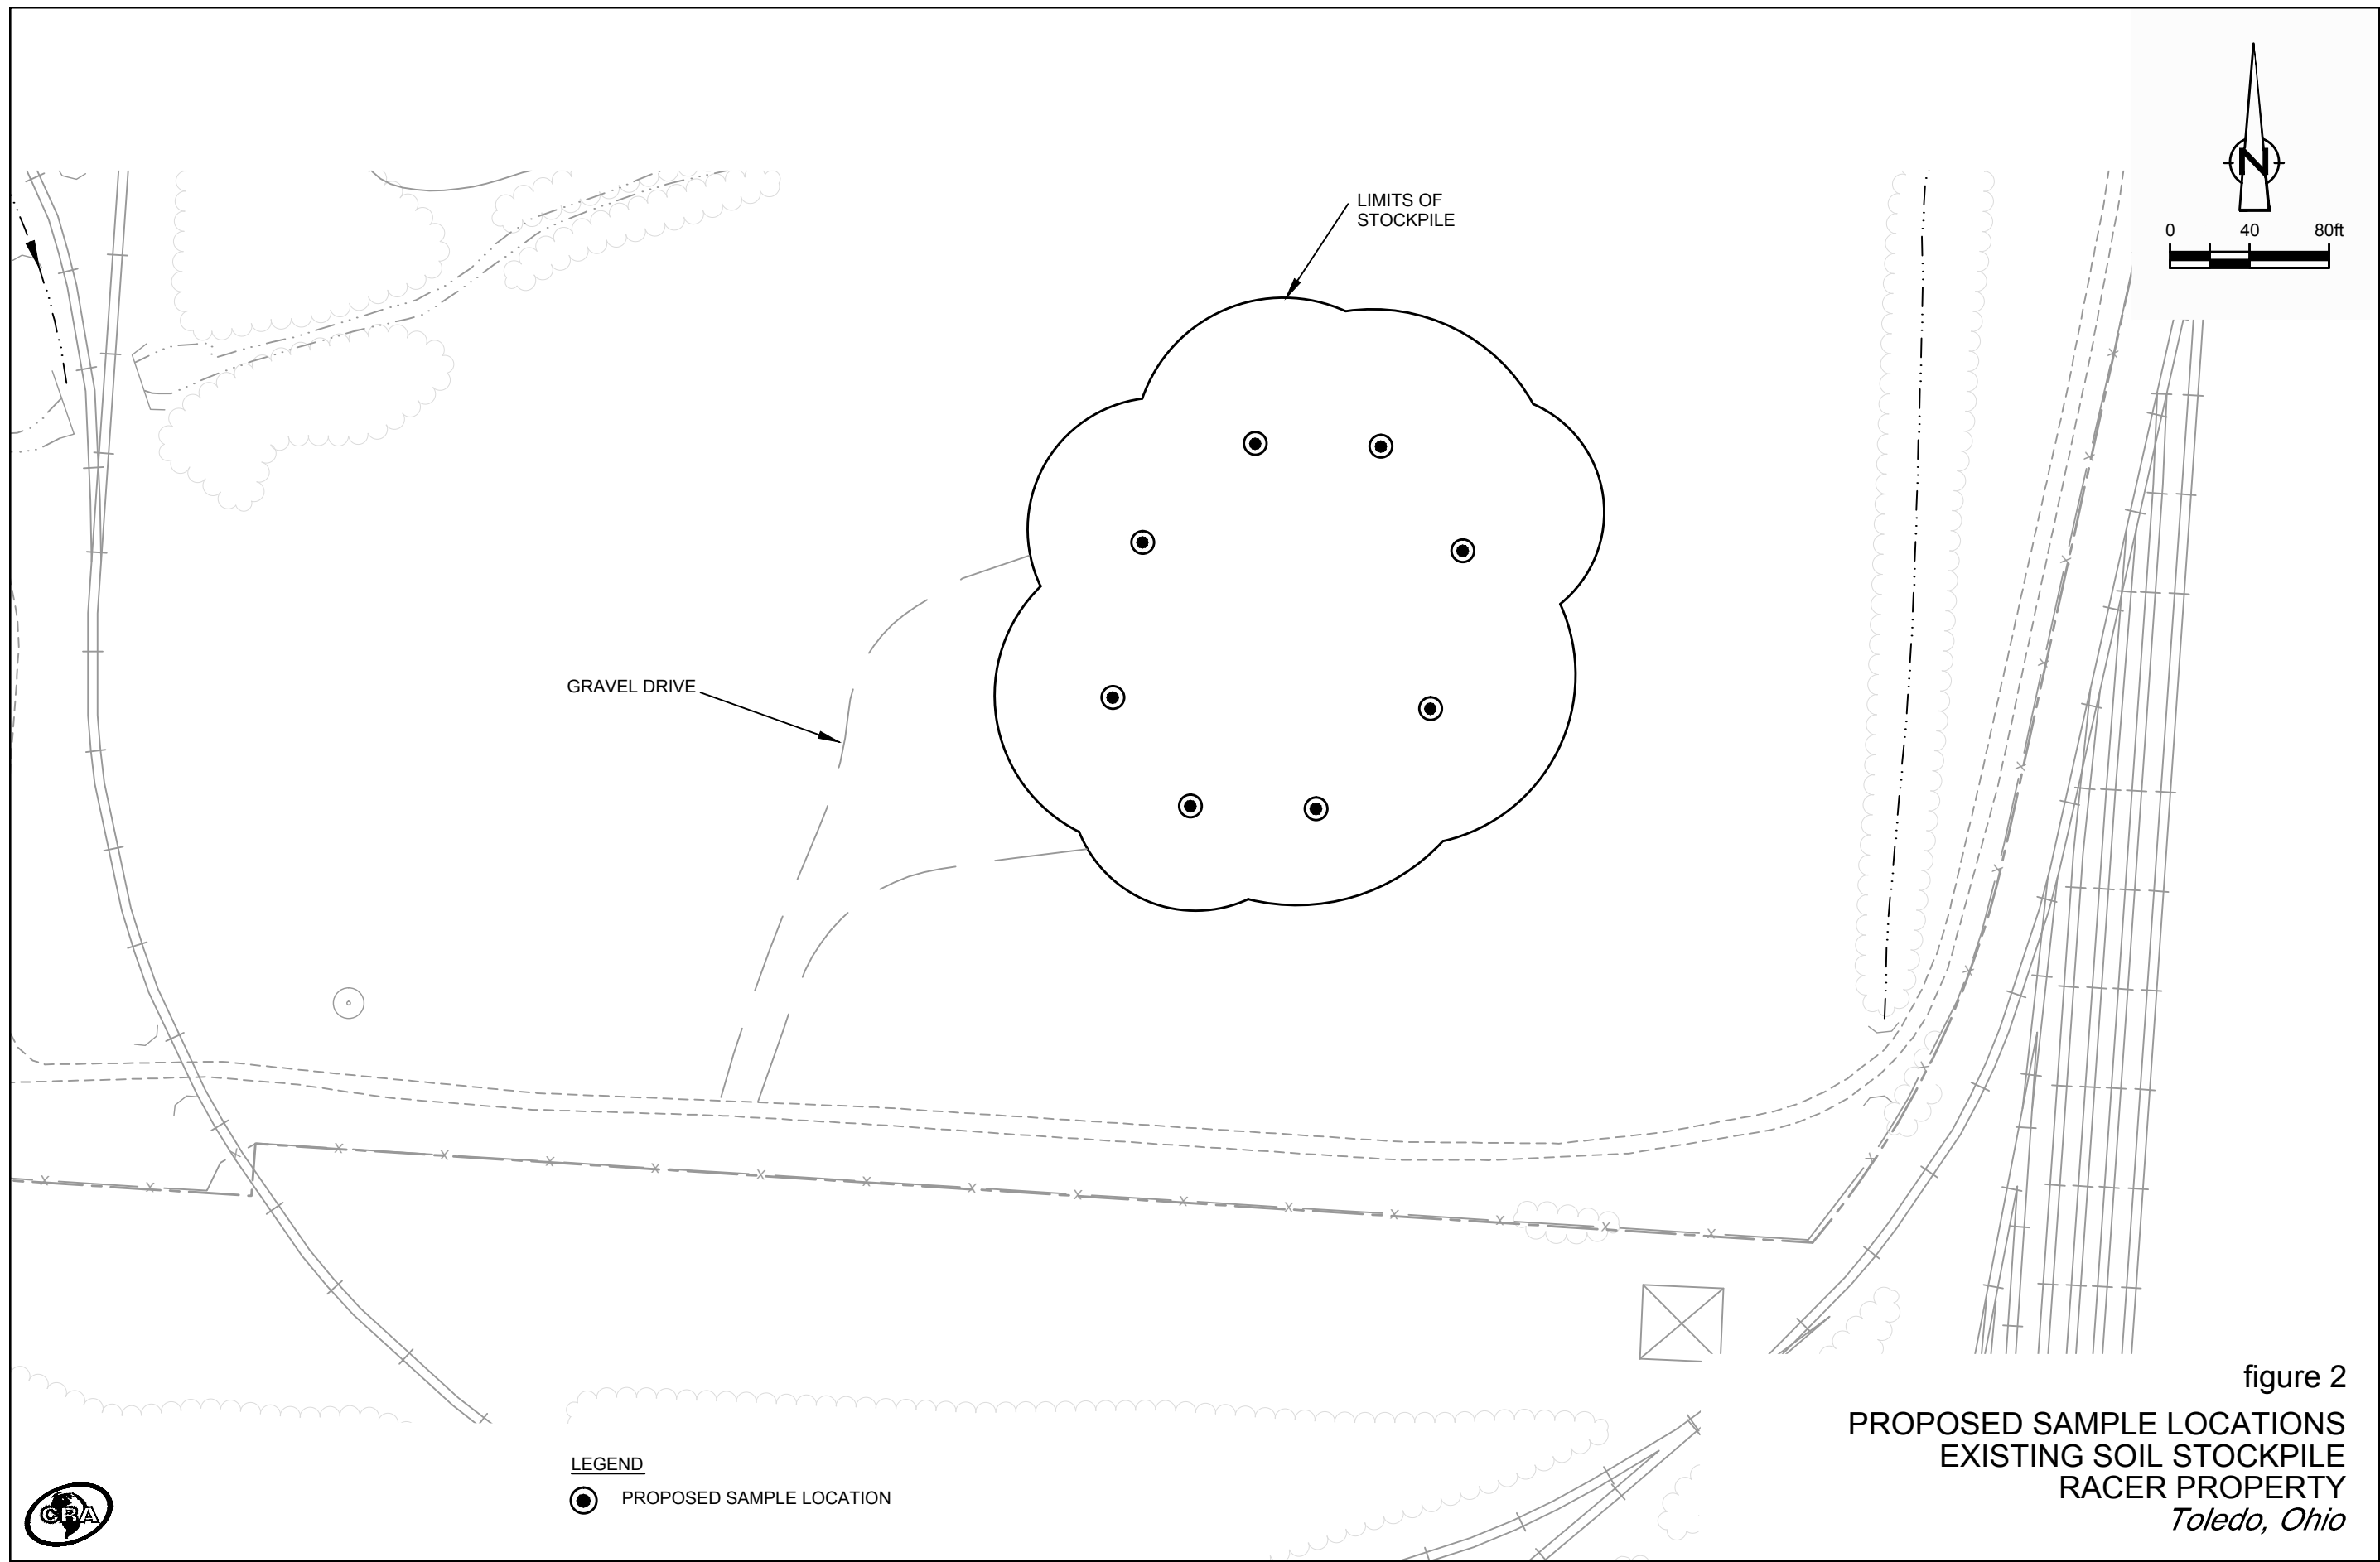 N
0 40 80ft
LIMITS OF
STOCKPILE
GRAVEL DRIVE
LEGEND
PROPOSED SAMPLE LOCATION
CRA
figure 2
PROPOSED SAMPLE LOCATIONS
EXISTING SOIL STOCKPILE
RACER PROPERTY
Toledo, Ohio